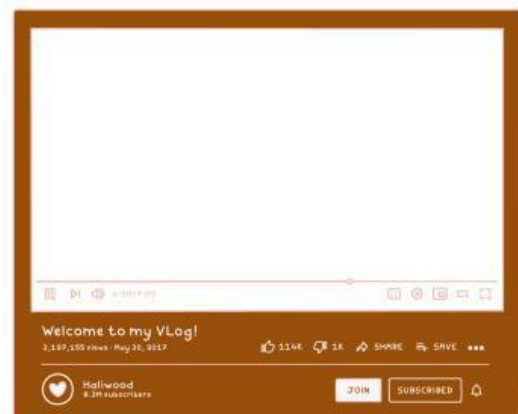 Welcome to my VLog!
3,197,155 views · May 20, 2017
114K 1K SHARE SAVE
Haliwood
8.3M subscribers
JOIN SUBSCRIBED